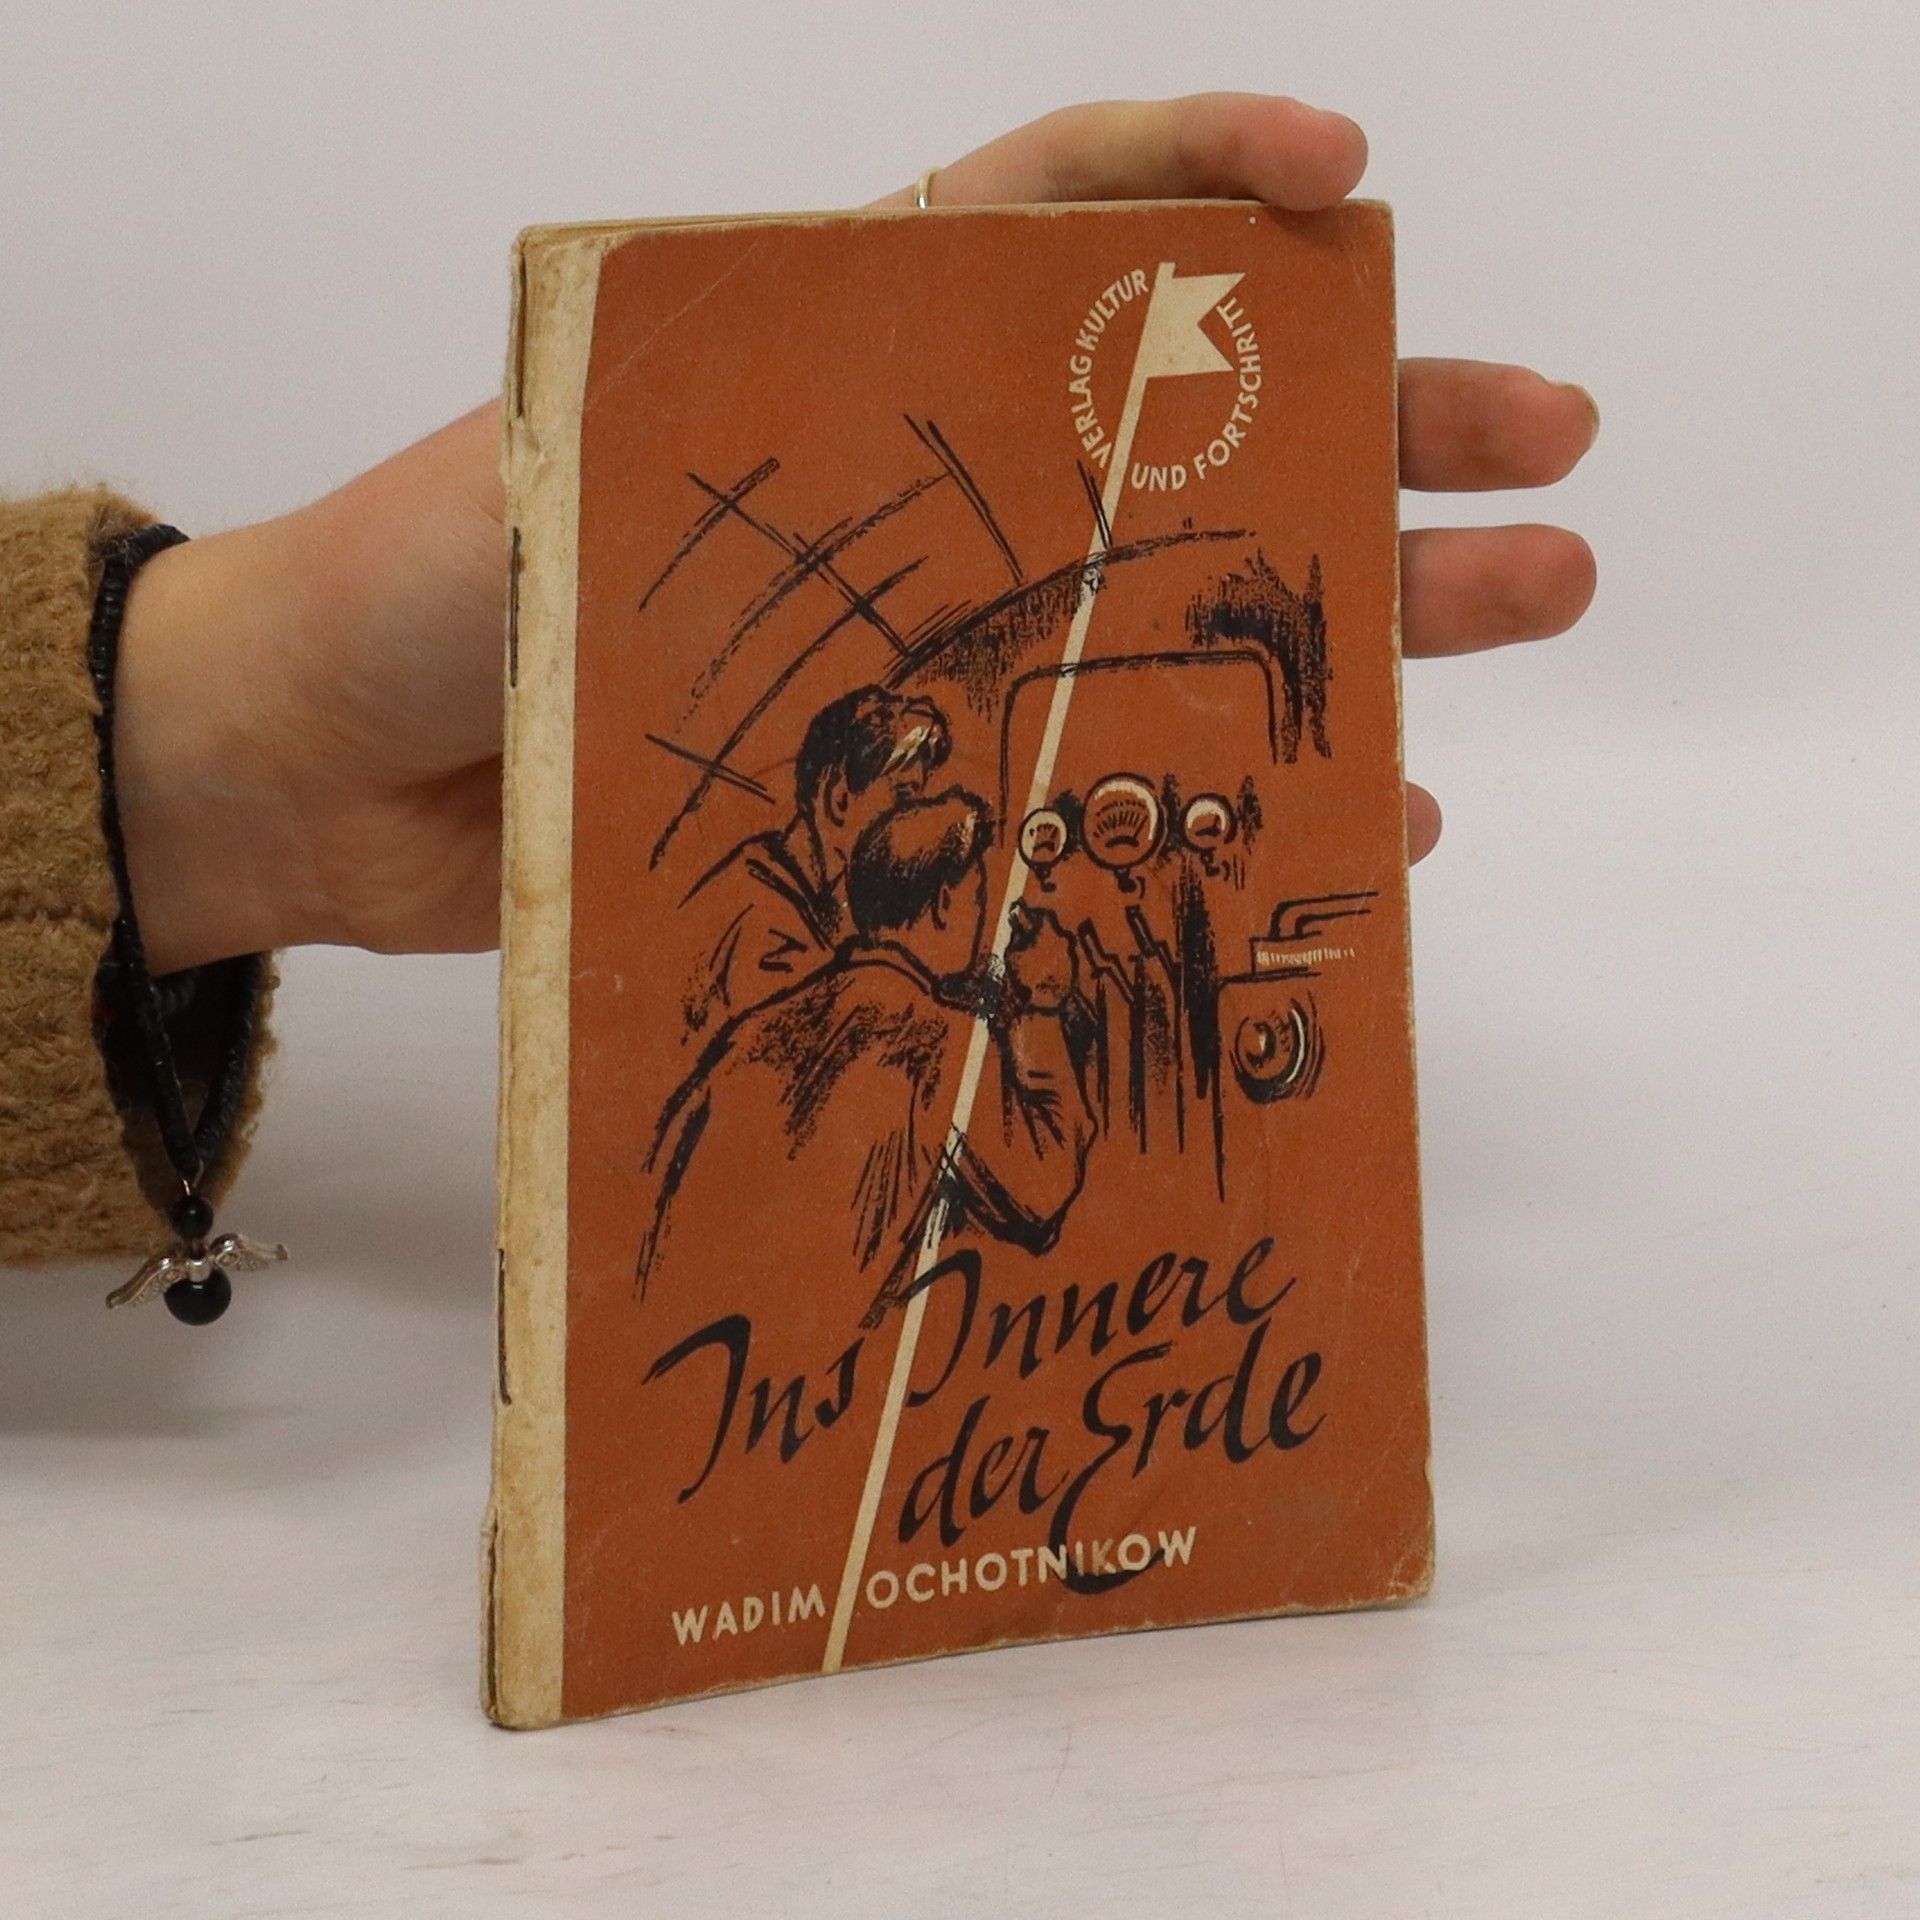 VERLAG KULTUR
UND FORTSCHRITT
Ins Innere
der Erde
WADIM OCHOTNIKOW